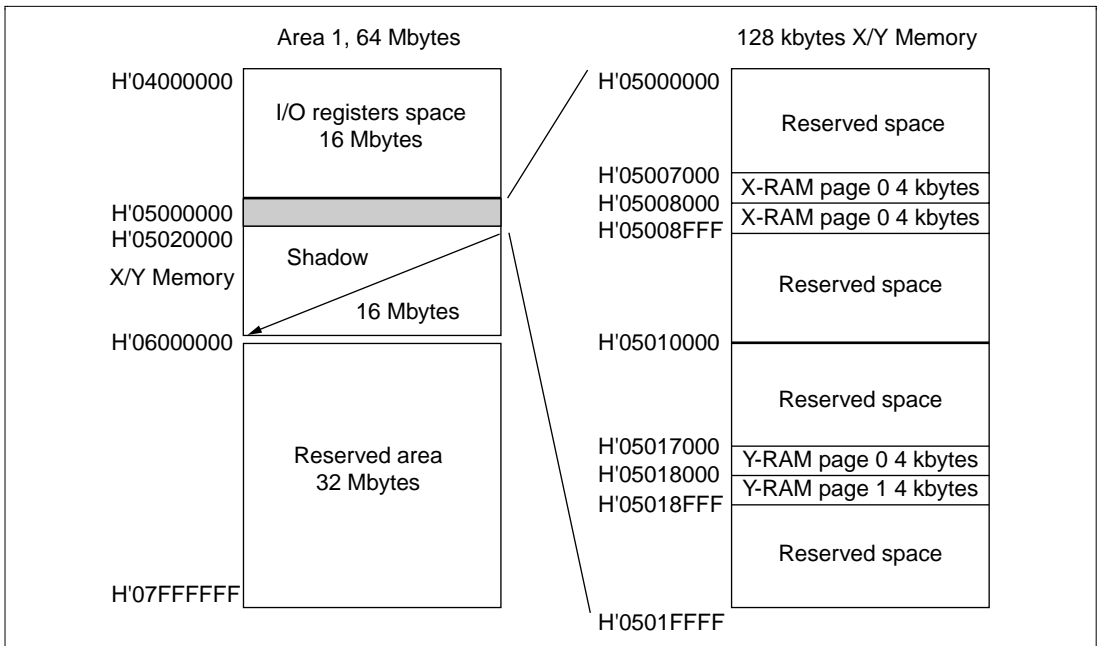 Area 1, 64 Mbytes
H'04000000
I/O registers space
16 Mbytes
H'05000000
H'05020000
Shadow
X/Y Memory
16 Mbytes
H'06000000
Reserved area
32 Mbytes
H'07FFFFFF
128 kbytes X/Y Memory
H'05000000
Reserved space
H'05007000
X-RAM page 0 4 kbytes
H'05008000
X-RAM page 0 4 kbytes
H'05008FFF
Reserved space
H'05010000
Reserved space
H'05017000
Y-RAM page 0 4 kbytes
H'05018000
Y-RAM page 1 4 kbytes
H'05018FFF
Reserved space
H'0501FFFF